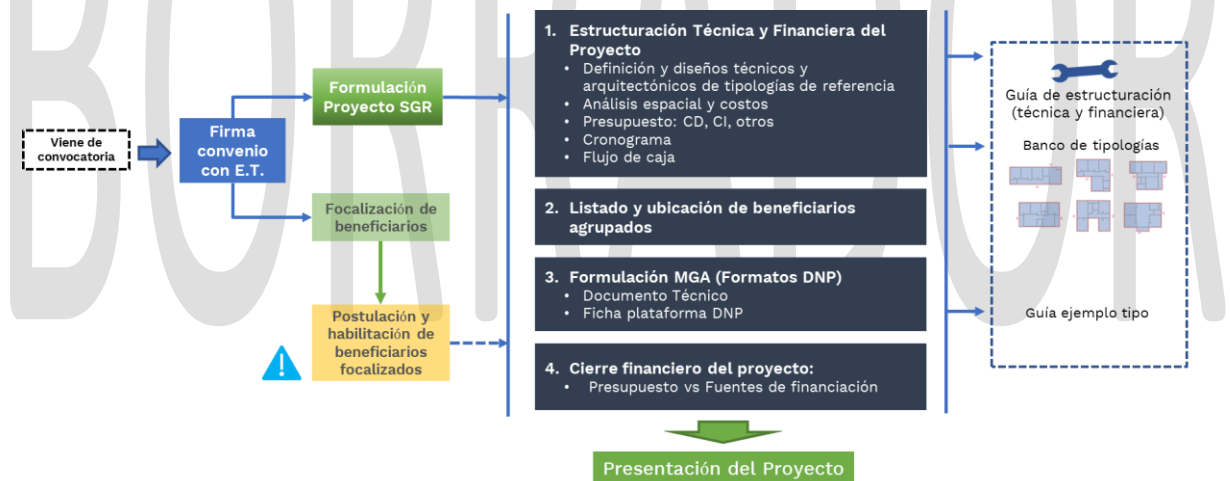 BORRADOR
Viene de
convocatoria
Firma
convenio
con E.T.
Formulación
Proyecto SGR
Focalización de
beneficiarios
Postulación y
habilitación de
beneficiarios
focalizados
!
1. Estructuración Técnica y Financiera del
Proyecto
• Definición y diseños técnicos y
arquitectónicos de tipologías de referencia
• Análisis espacial y costos
• Presupuesto: CD, CI, otros
• Cronograma
• Flujo de caja
2. Listado y ubicación de beneficiarios
agrupados
3. Formulación MGA (Formatos DNP)
• Documento Técnico
• Ficha plataforma DNP
4. Cierre financiero del proyecto:
• Presupuesto vs Fuentes de financiación
Presentación del Proyecto
Guía de estructuración
(técnica y financiera)
Banco de tipologías
Guía ejemplo tipo